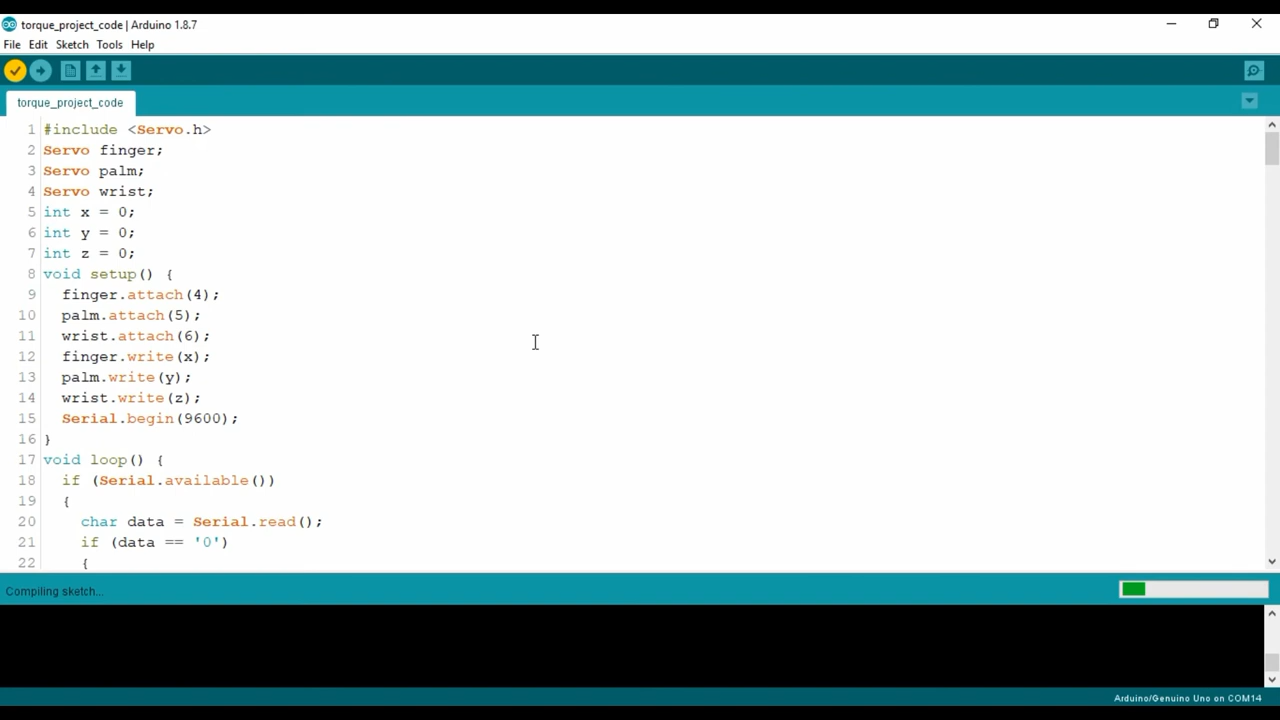 torque_project_code | Arduino 1.8.7
File Edit Sketch Tools Help
torque_project_code
1 #include <Servo.h>
2 Servo finger;
3 Servo palm;
4 Servo wrist;
5 int x = 0;
6 int y = 0;
7 int z = 0;
8 void setup() {
9   finger.attach(4);
10   palm.attach(5);
11   wrist.attach(6);
12   finger.write(x);
13   palm.write(y);
14   wrist.write(z);
15   Serial.begin(9600);
16 }
17 void loop() {
18   if (Serial.available())
19   {
20     char data = Serial.read();
21     if (data == '0')
22     {
Compiling sketch...
Arduino/Genuino Uno on COM14